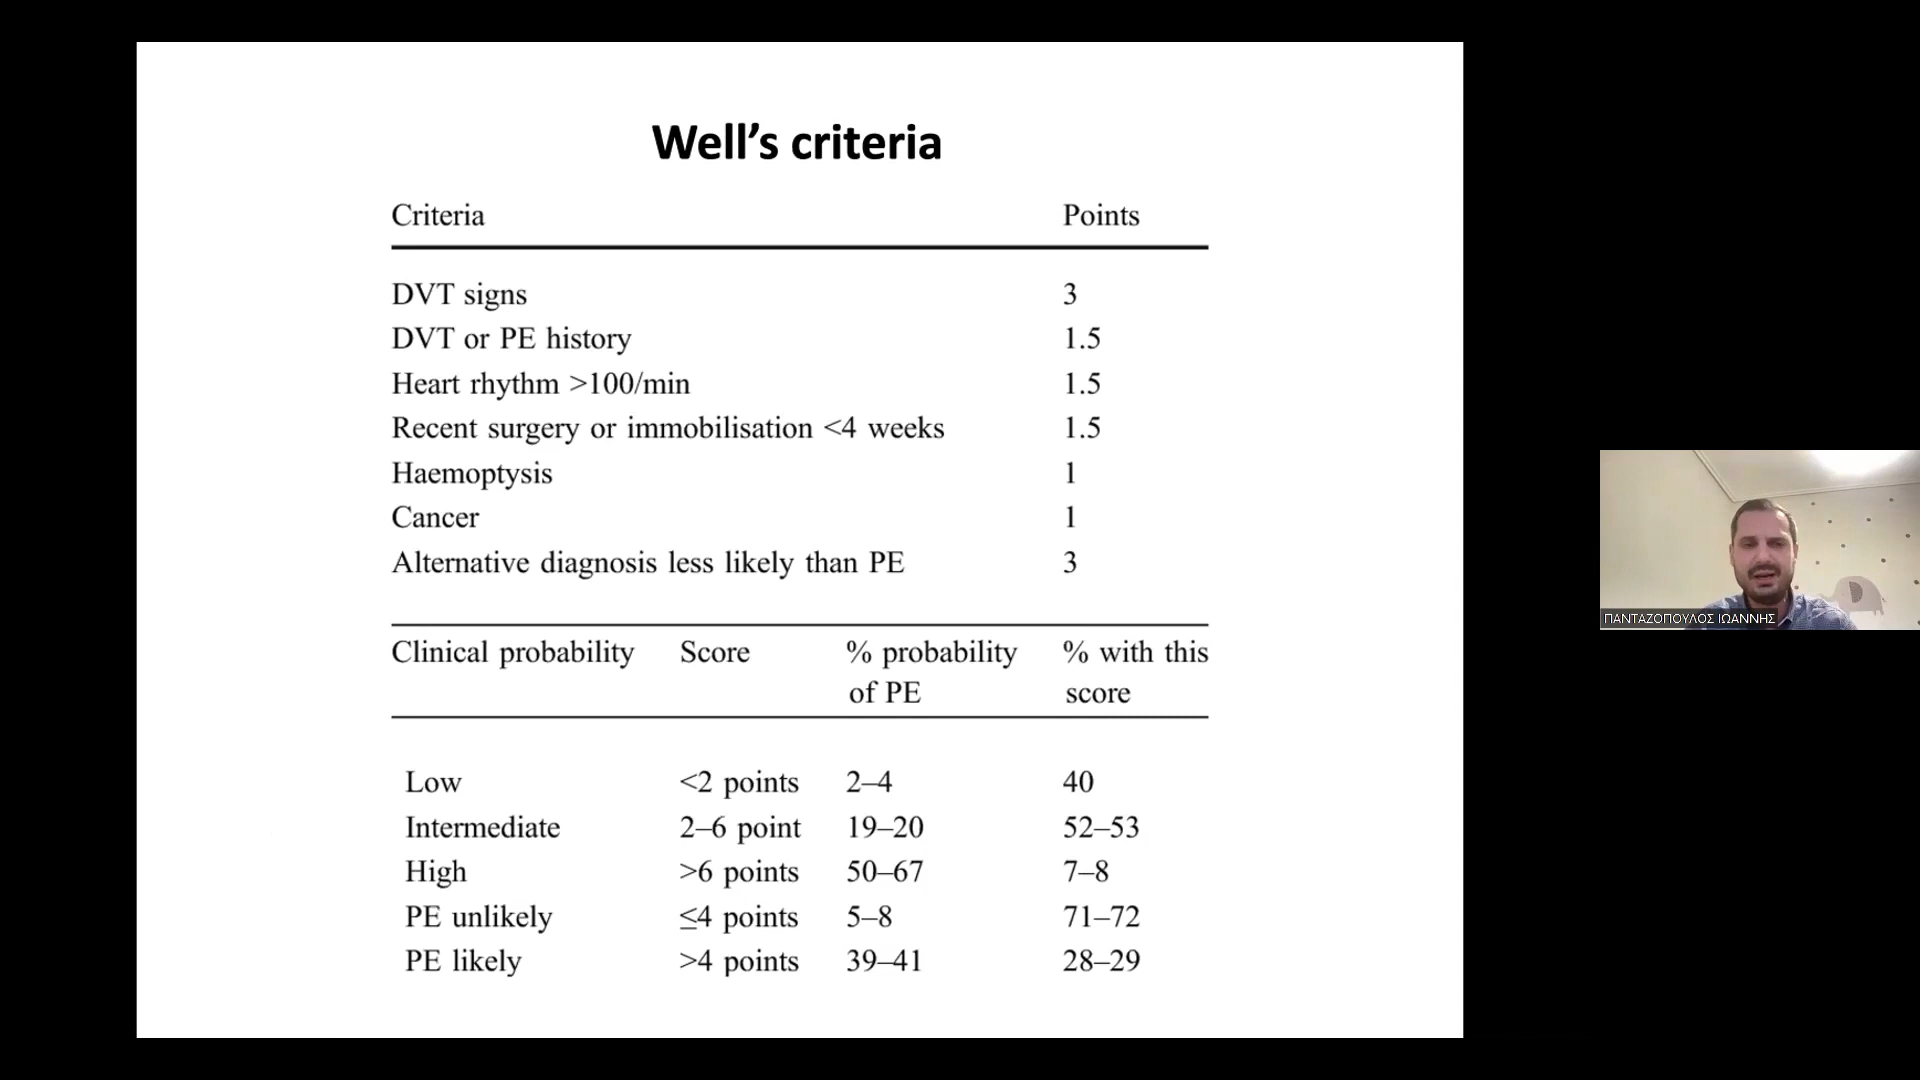 Well’s criteria
Criteria Points
DVT signs 3
DVT or PE history 1.5
Heart rhythm >100/min 1.5
Recent surgery or immobilisation <4 weeks 1.5
Haemoptysis 1
Cancer 1
Alternative diagnosis less likely than PE 3
Clinical probability Score % probability of PE % with this score
Low <2 points 2–4 40
Intermediate 2–6 point 19–20 52–53
High >6 points 50–67 7–8
PE unlikely ≤4 points 5–8 71–72
PE likely >4 points 39–41 28–29
ΠΑΝΤΑΖΟΠΟΥΛΟΣ ΙΩΑΝΝΗΣ